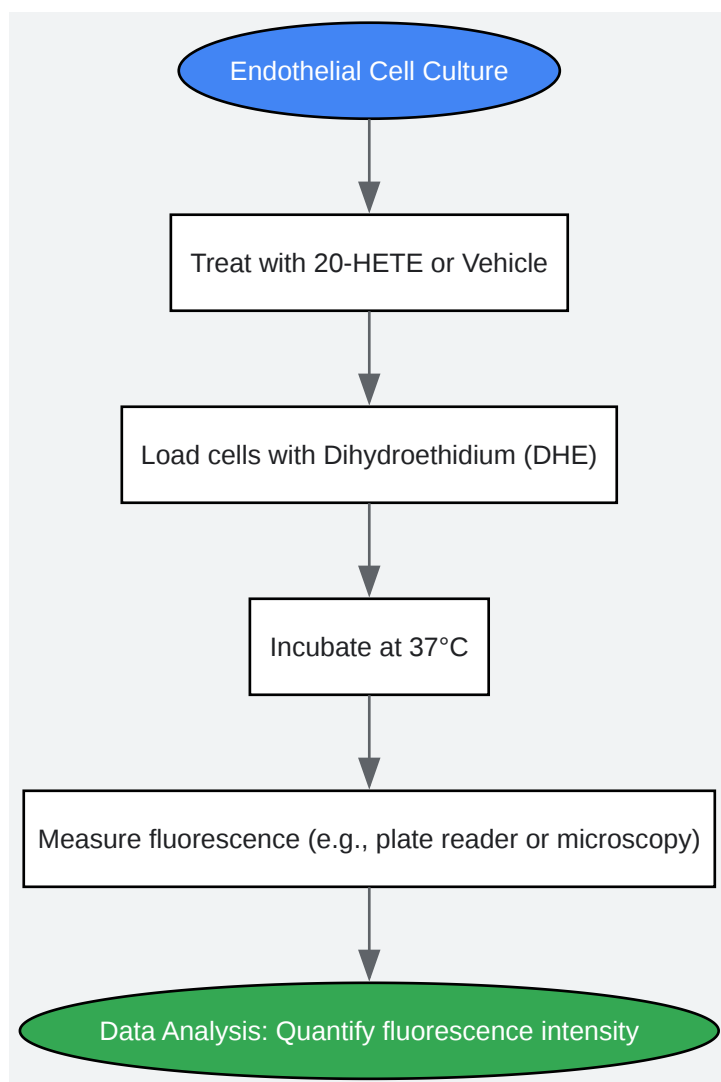 Endothelial Cell Culture
Treat with 20-HETE or Vehicle
Load cells with Dihydroethidium (DHE)
Incubate at 37°C
Measure fluorescence (e.g., plate reader or microscopy)
Data Analysis: Quantify fluorescence intensity